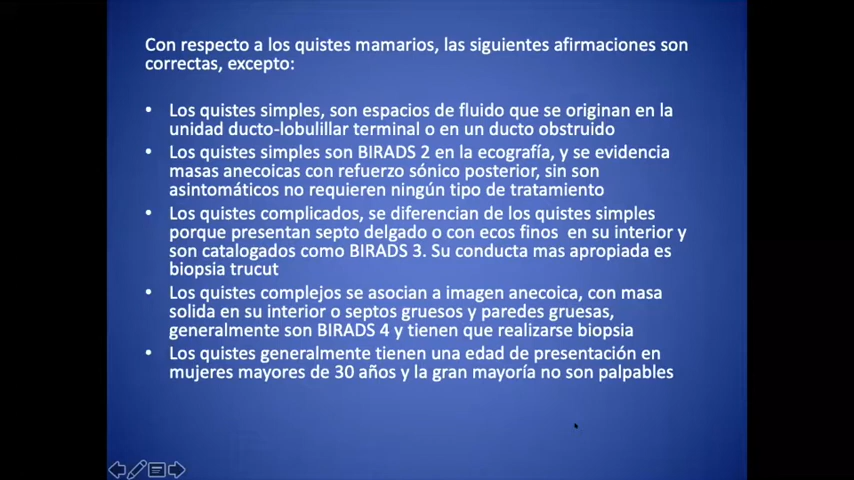 Con respecto a los quistes mamarios, las siguientes afirmaciones son
correctas, excepto:
• Los quistes simples, son espacios de fluido que se originan en la
unidad ducto-lobulillar terminal o en un ducto obstruido
• Los quistes simples son BIRADS 2 en la ecografía, y se evidencia
masas anecoicas con refuerzo sónico posterior, sin son
asintomáticos no requieren ningún tipo de tratamiento
• Los quistes complicados, se diferencian de los quistes simples
porque presentan septo delgado o con ecos finos en su interior y
son catalogados como BIRADS 3. Su conducta mas apropiada es
biopsia trucut
• Los quistes complejos se asocian a imagen anecoica, con masa
solida en su interior o septos gruesos y paredes gruesas,
generalmente son BIRADS 4 y tienen que realizarse biopsia
• Los quistes generalmente tienen una edad de presentación en
mujeres mayores de 30 años y la gran mayoría no son palpables